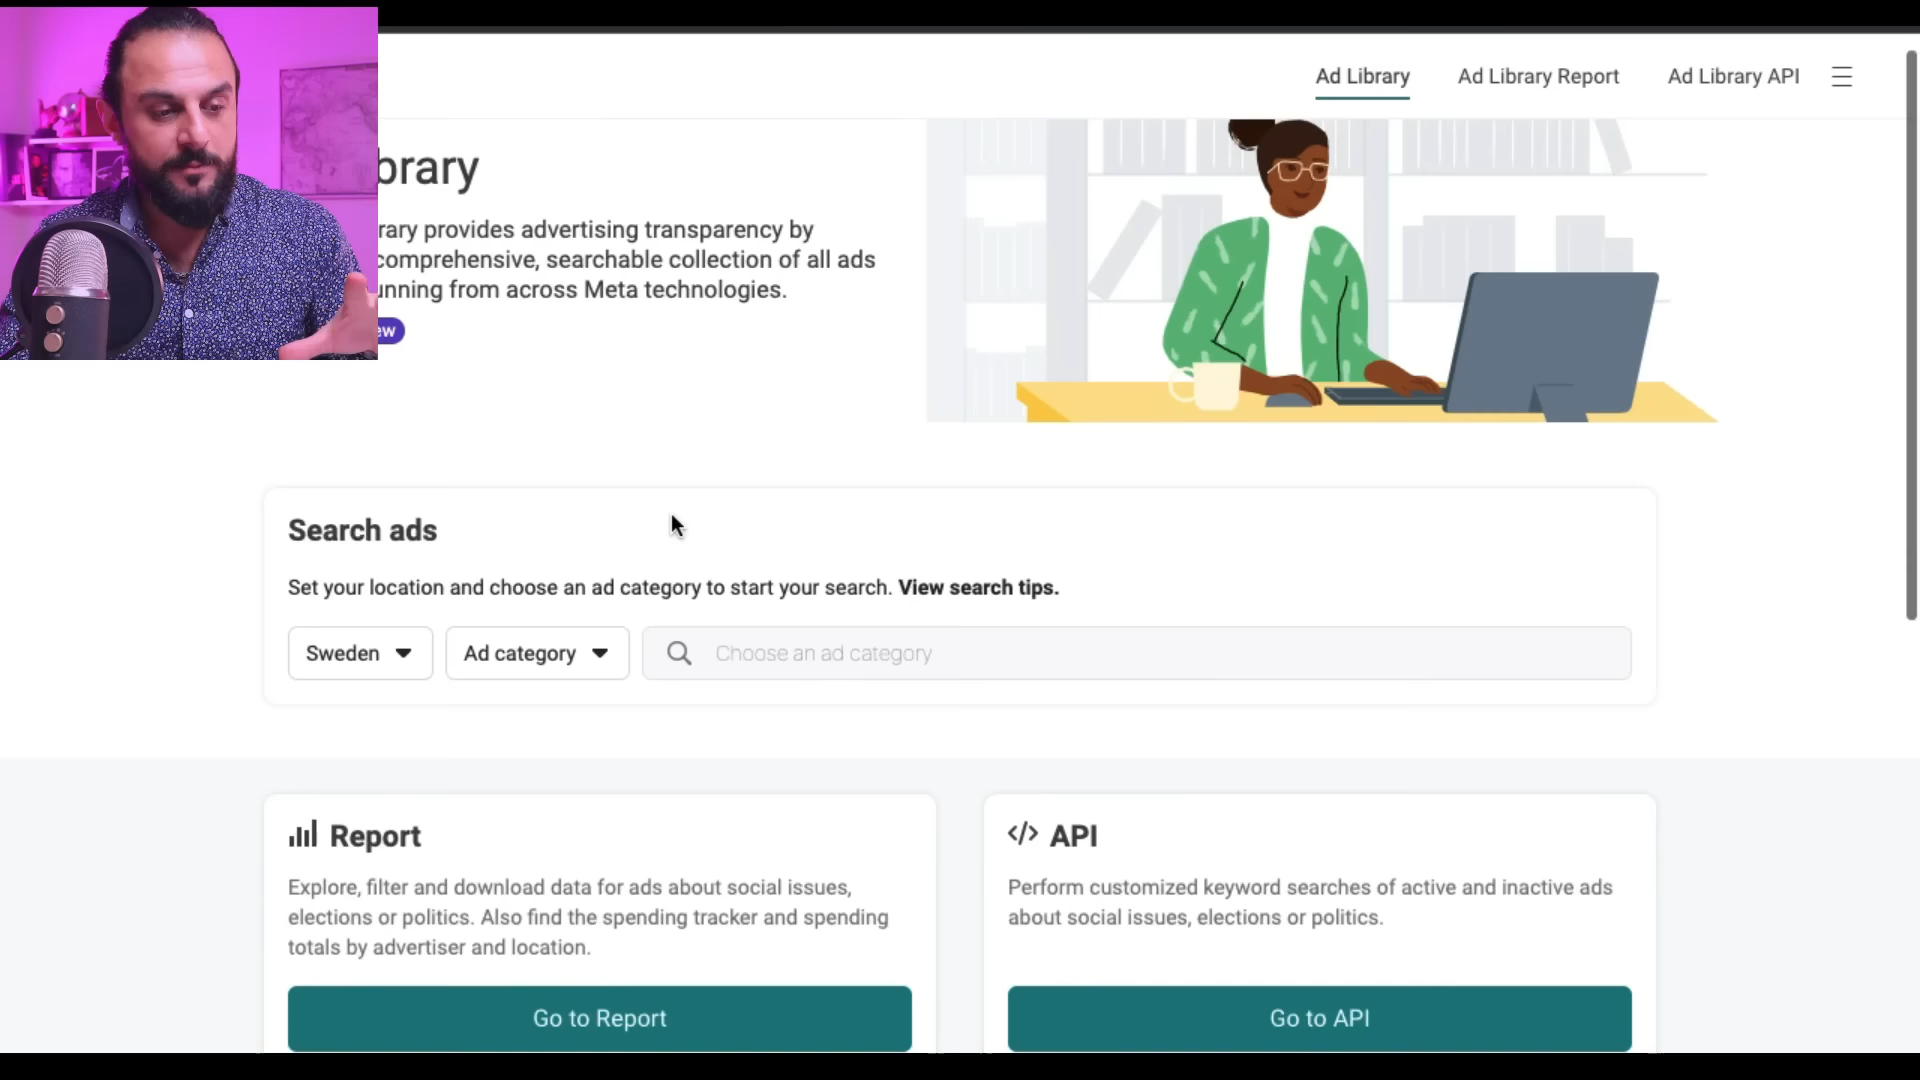 Ad Library
Ad Library Report
Ad Library API
brary
rary provides advertising transparency by
comprehensive, searchable collection of all ads
unning from across Meta technologies.
ew
Search ads
Set your location and choose an ad category to start your search. View search tips.
Sweden
Ad category
Choose an ad category
Report
Explore, filter and download data for ads about social issues,
elections or politics. Also find the spending tracker and spending
totals by advertiser and location.
Go to Report
</> API
Perform customized keyword searches of active and inactive ads
about social issues, elections or politics.
Go to API